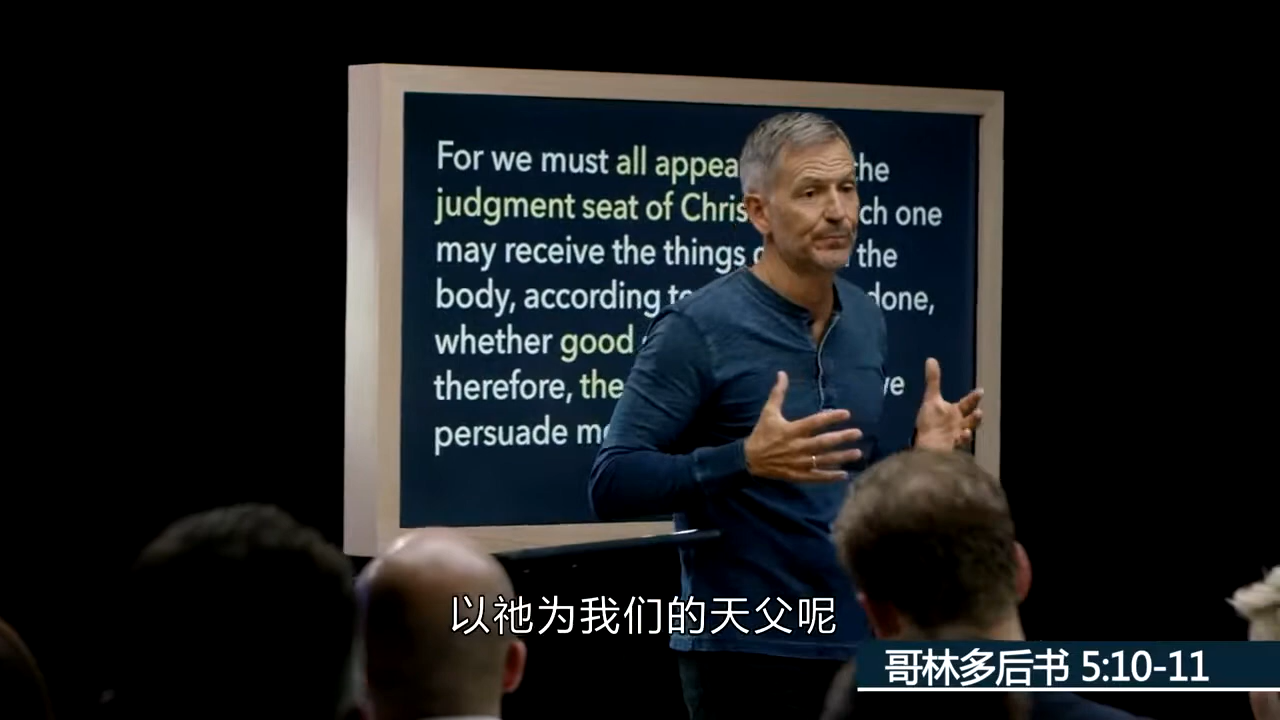 For we must all appea the
judgment seat of Chris ch one
may receive the things the
body, according done,
whether good
therefore, the ve
persuade m
以祂为我们的天父呢
哥林多后书 5:10-11